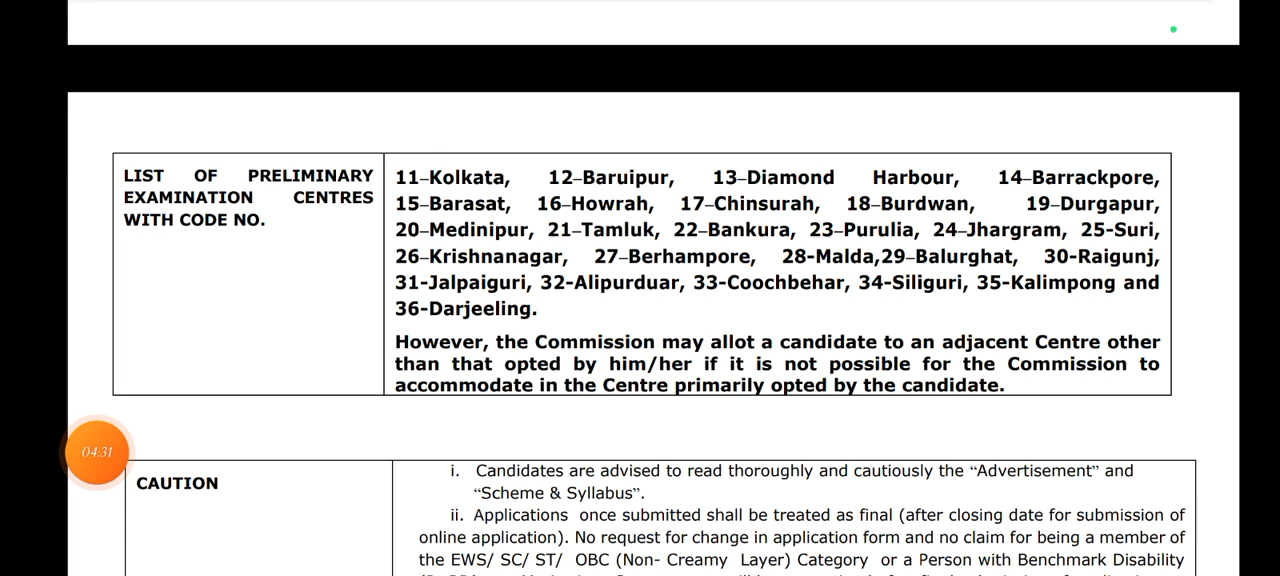 LIST OF PRELIMINARY
EXAMINATION CENTRES
WITH CODE NO.
11–Kolkata, 12–Baruipur, 13–Diamond Harbour, 14–Barrackpore,
15–Barasat, 16–Howrah, 17–Chinsurah, 18–Burdwan, 19–Durgapur,
20–Medinipur, 21–Tamluk, 22–Bankura, 23–Purulia, 24–Jhargram, 25-Suri,
26–Krishnanagar, 27–Berhampore, 28-Malda,29–Balurghat, 30-Raigunj,
31-Jalpaiguri, 32-Alipurduar, 33-Coochbehar, 34-Siliguri, 35-Kalimpong and
36-Darjeeling.
However, the Commission may allot a candidate to an adjacent Centre other
than that opted by him/her if it is not possible for the Commission to
accommodate in the Centre primarily opted by the candidate.
04:31
CAUTION
i. Candidates are advised to read thoroughly and cautiously the “Advertisement” and
“Scheme & Syllabus”.
ii. Applications once submitted shall be treated as final (after closing date for submission of
online application). No request for change in application form and no claim for being a member of
the EWS/ SC/ ST/ OBC (Non- Creamy Layer) Category or a Person with Benchmark Disability